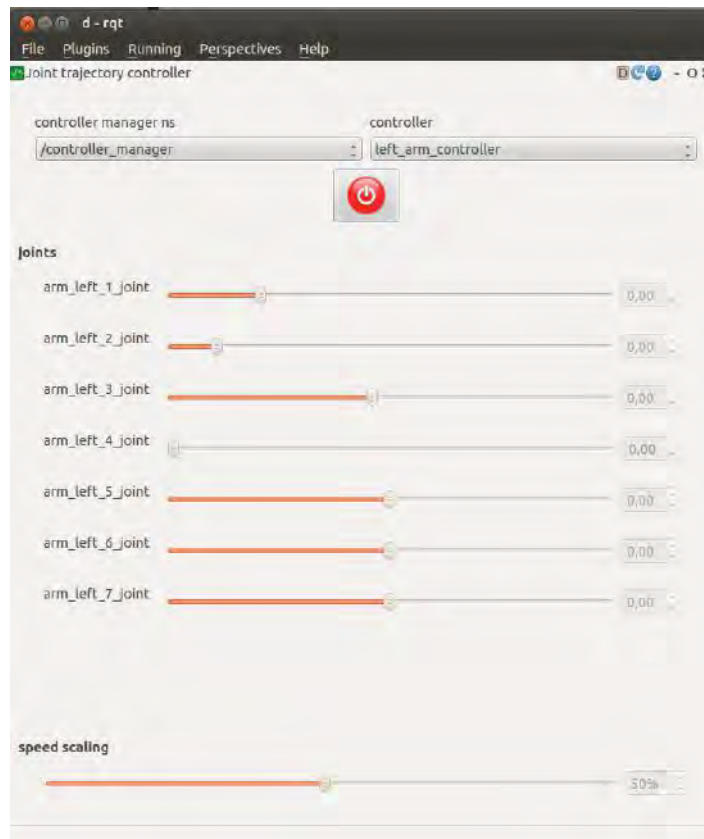 d - rqt
File Plugins Running Perspectives Help
Joint trajectory controller
D - O
controller manager ns controller
/controller_manager left_arm_controller
joints
arm_left_1_joint 0,00
arm_left_2_joint 0,00
arm_left_3_joint 0,00
arm_left_4_joint 0,00
arm_left_5_joint 0,00
arm_left_6_joint 0,00
arm_left_7_joint 0,00
speed scaling
50%